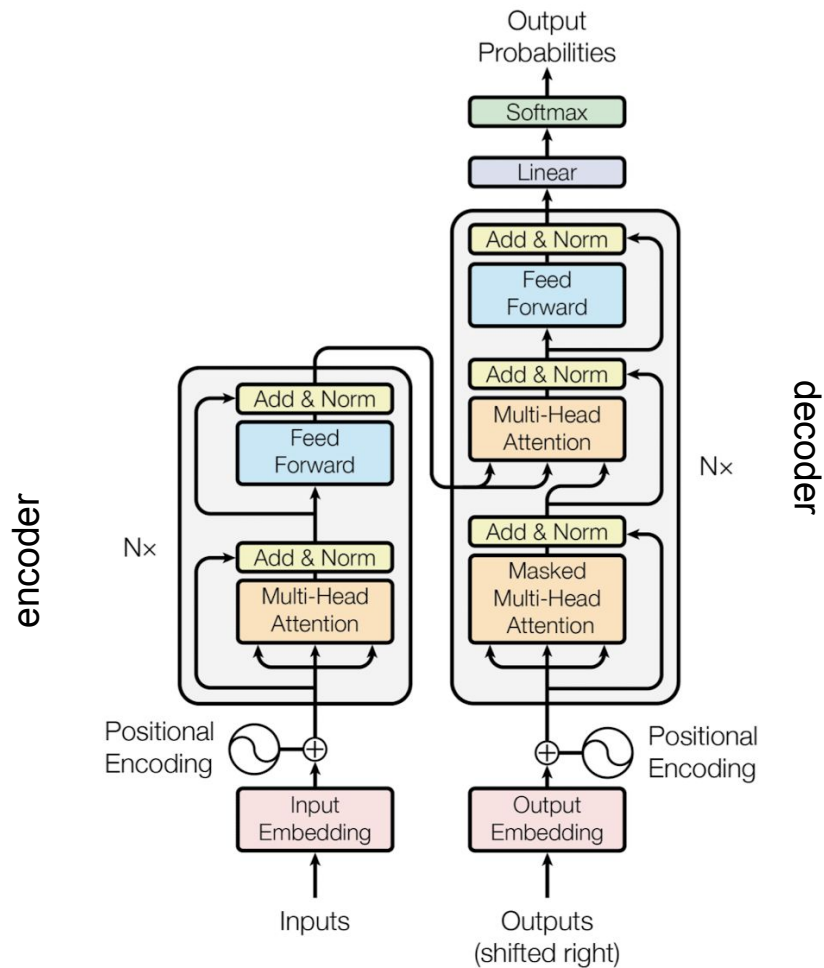 Output
Probabilities
Softmax
Linear
Add & Norm
Feed
Forward
Add & Norm
Multi-Head
Attention
Add & Norm
Masked
Multi-Head
Attention
N×
decoder
Add & Norm
Feed
Forward
Add & Norm
Multi-Head
Attention
N×
encoder
Positional
Encoding
Positional
Encoding
Input
Embedding
Output
Embedding
Inputs
Outputs
(shifted right)